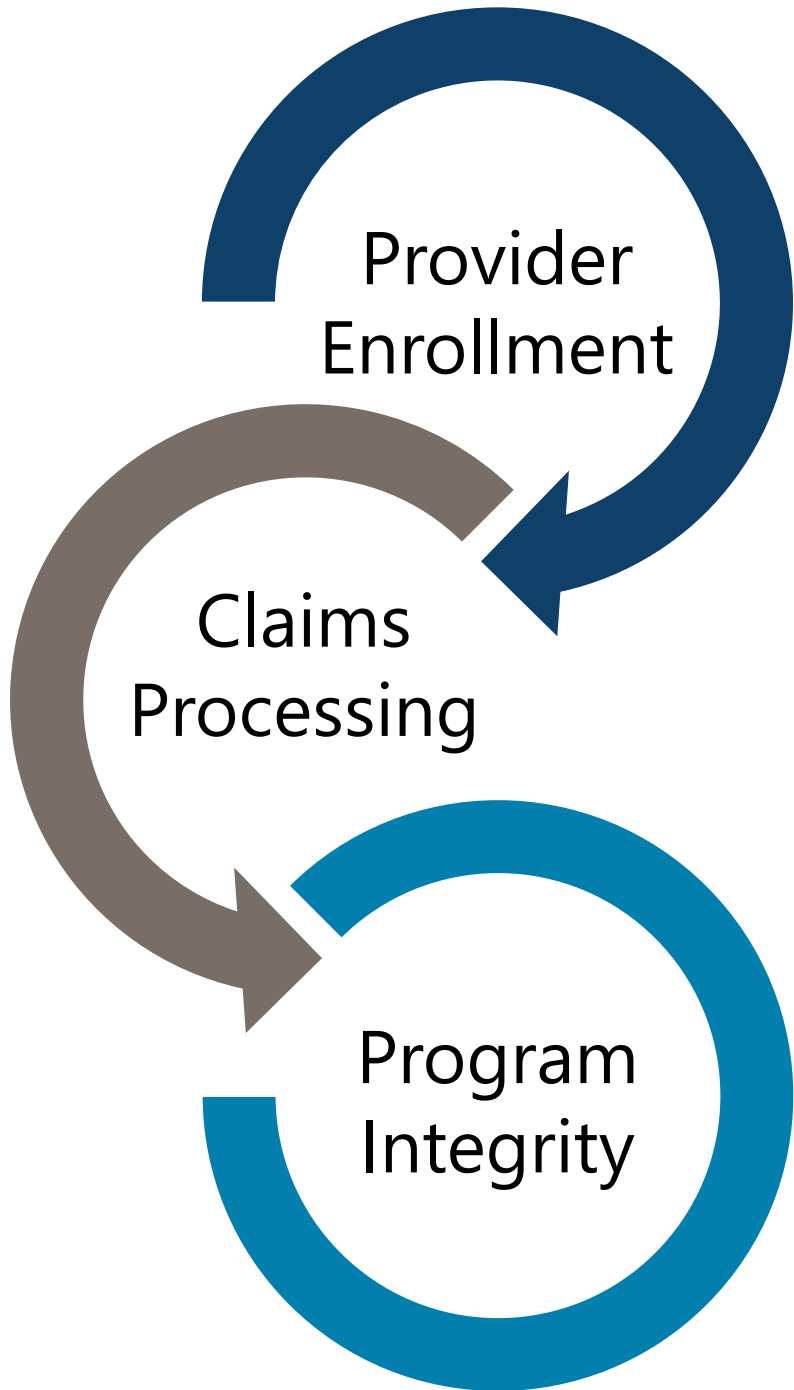 Provider
Enrollment
Claims
Processing
Program
Integrity